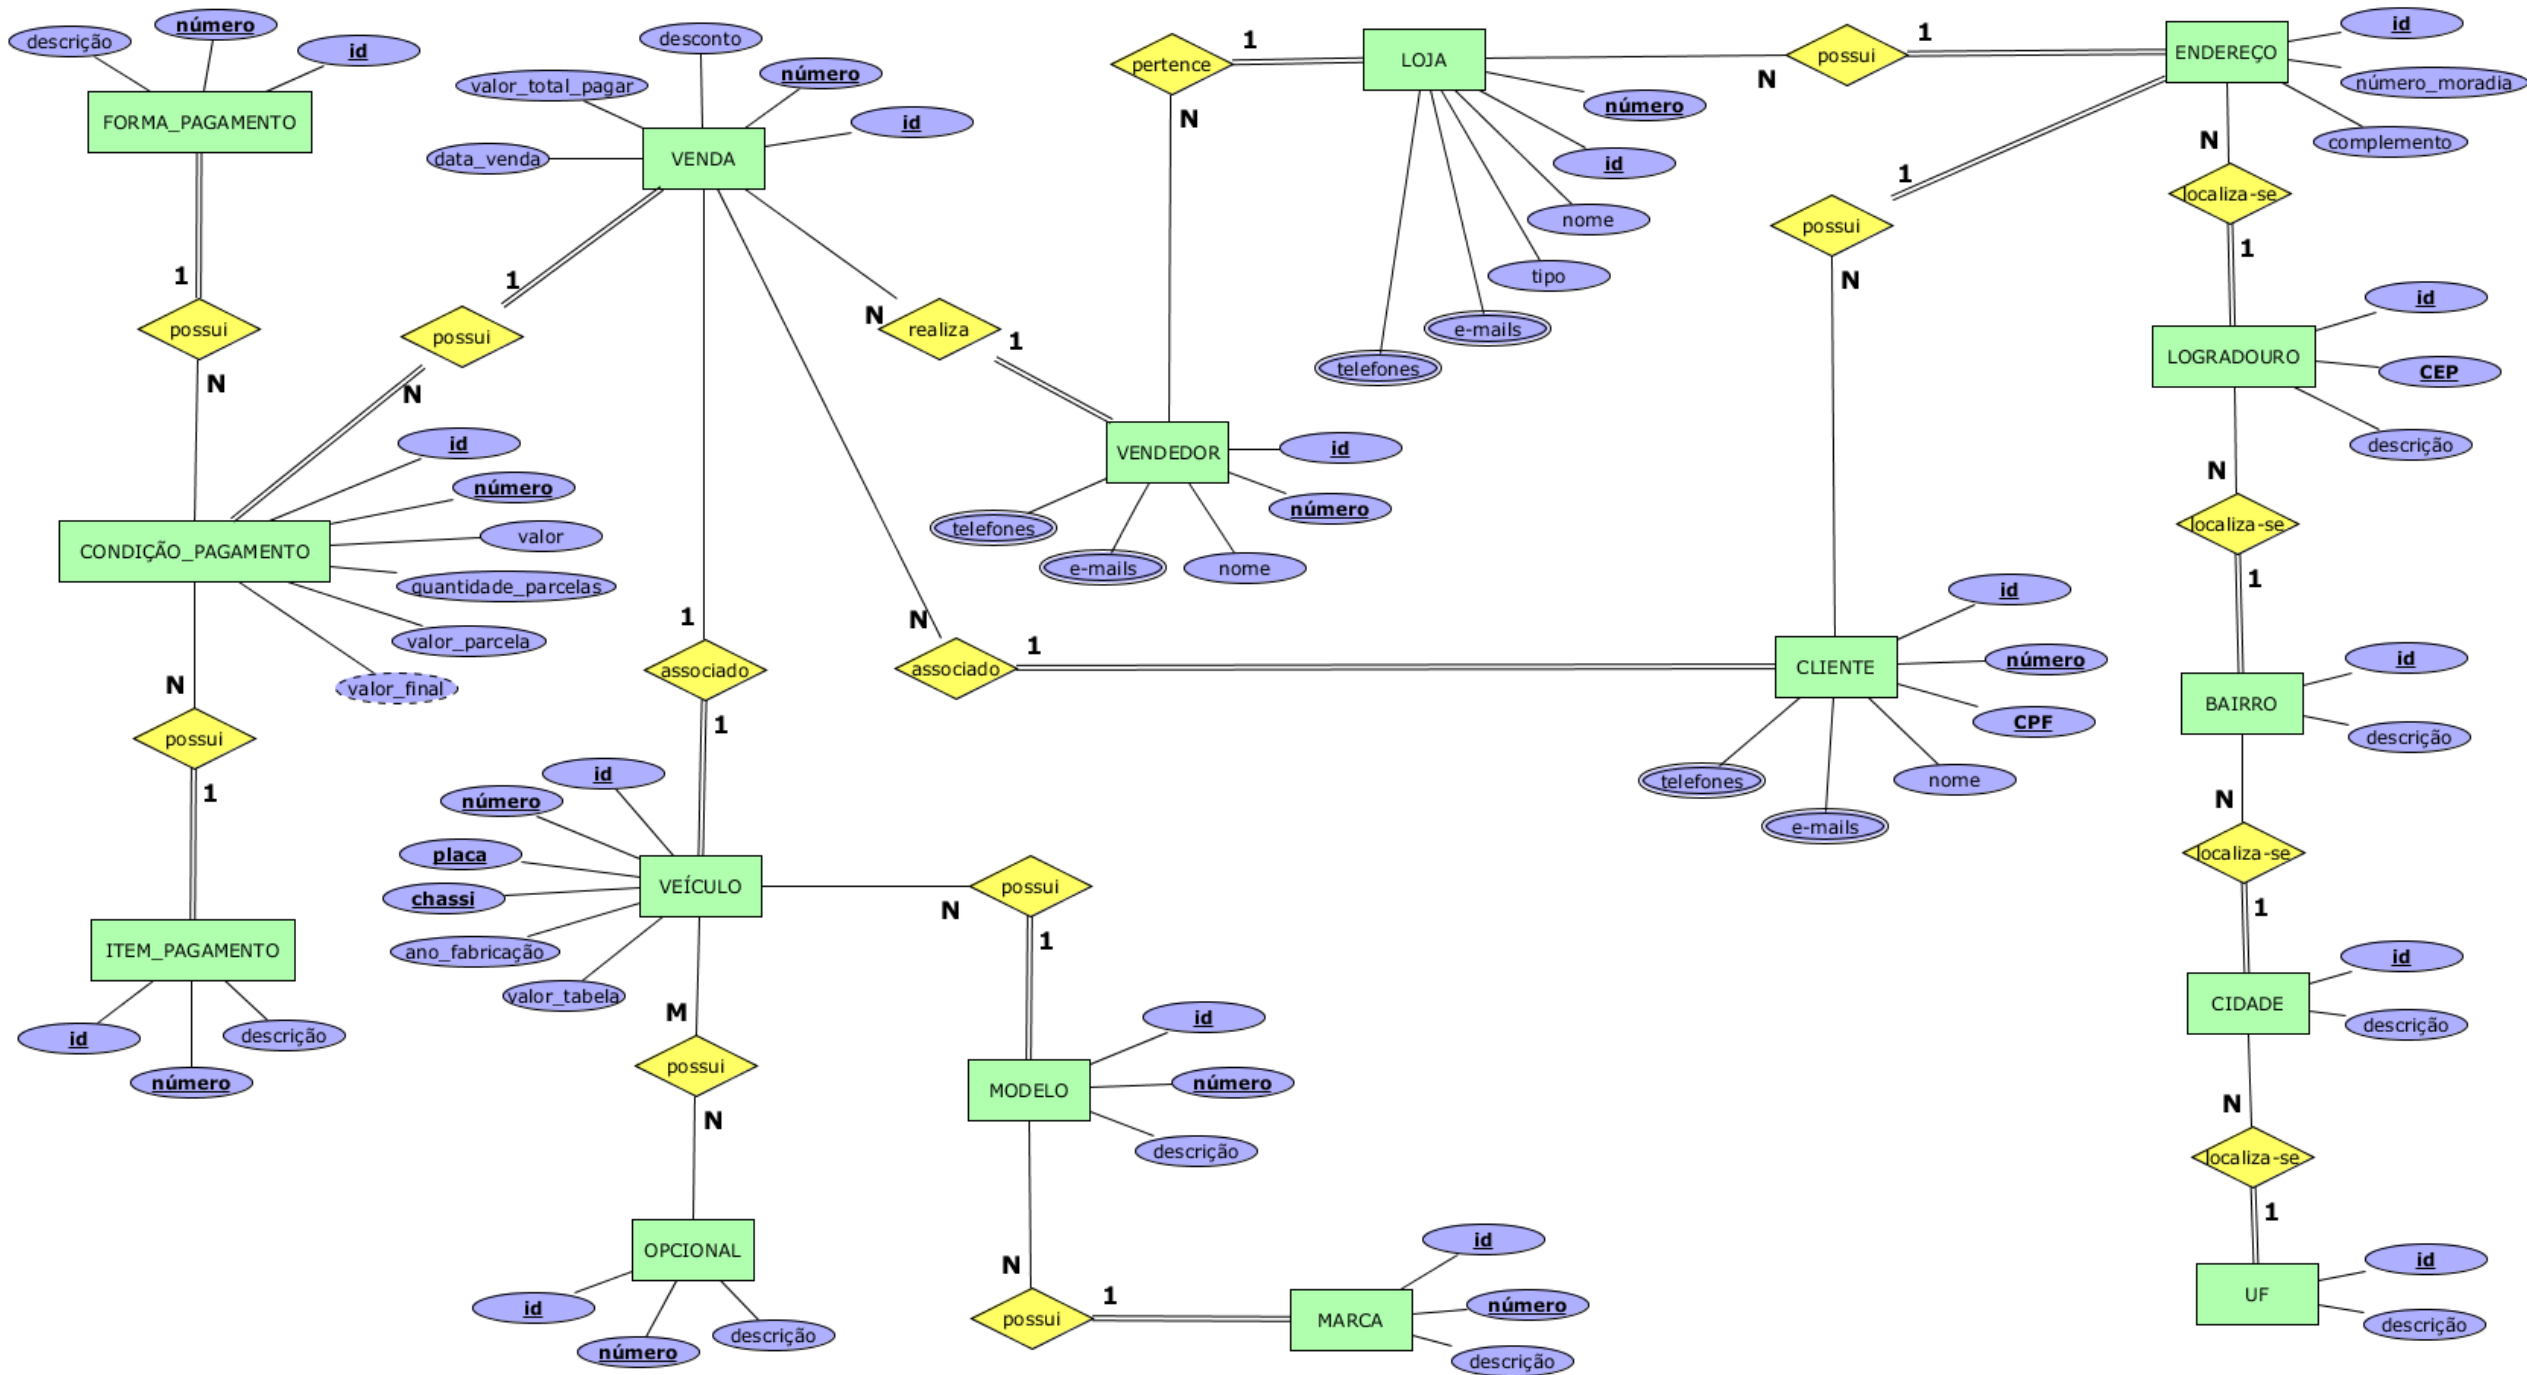 descrição
número
id
FORMA_PAGAMENTO
1
possui
N
desconto
valor_total_pagar
número
id
data_venda
VENDA
1
possui
N
N
realiza
1
pertence
1
N
LOJA
número
id
nome
tipo
e-mails
telefones
N
possui
1
ENDEREÇO
id
número_moradia
complemento
1
possui
N
N
localiza-se
1
LOGRADOURO
id
CEP
descrição
N
localiza-se
1
BAIRRO
id
descrição
N
localiza-se
1
CIDADE
id
descrição
N
localiza-se
1
UF
id
descrição
VENDEDOR
id
número
telefones
e-mails
nome
CONDIÇÃO_PAGAMENTO
id
número
valor
quantidade_parcelas
valor_parcela
valor_final
N
possui
1
ITEM_PAGAMENTO
id
número
descrição
1
associado
1
N
associado
1
CLIENTE
id
número
CPF
telefones
e-mails
nome
VEÍCULO
id
número
placa
chassi
ano_fabricação
valor_tabela
N
possui
1
M
possui
N
OPCIONAL
id
número
descrição
MODELO
id
número
descrição
N
possui
1
MARCA
id
número
descrição